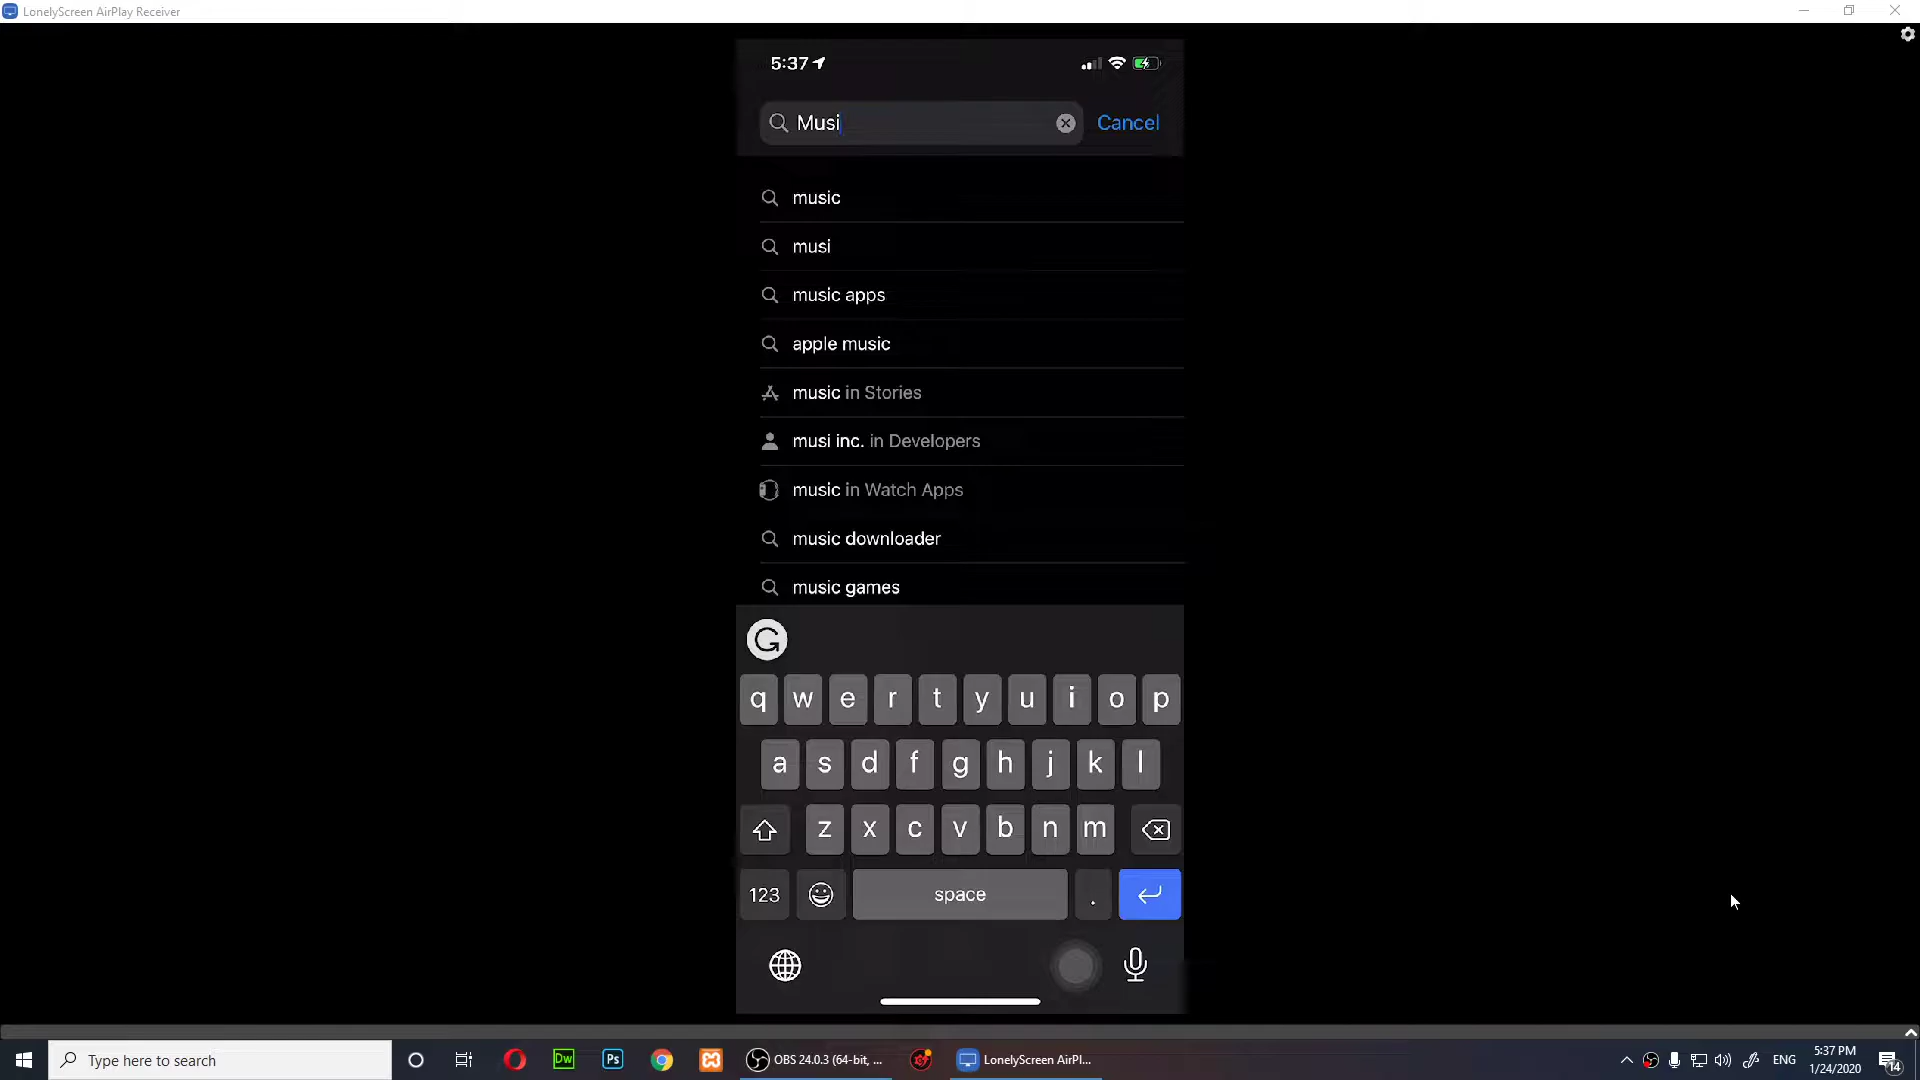 LonelyScreen AirPlay Receiver
5:37
Musi
Cancel
music
musi
music apps
apple music
music in Stories
musi inc. in Developers
music in Watch Apps
music downloader
music games
G
q w e r t y u i o p
a s d f g h j k l
z x c v b n m
123 space .
Type here to search
Dw
Ps
OBS 24.0.3 (64-bit, ...
LonelyScreen AirPl...
ENG
5:37 PM
1/24/2020
14